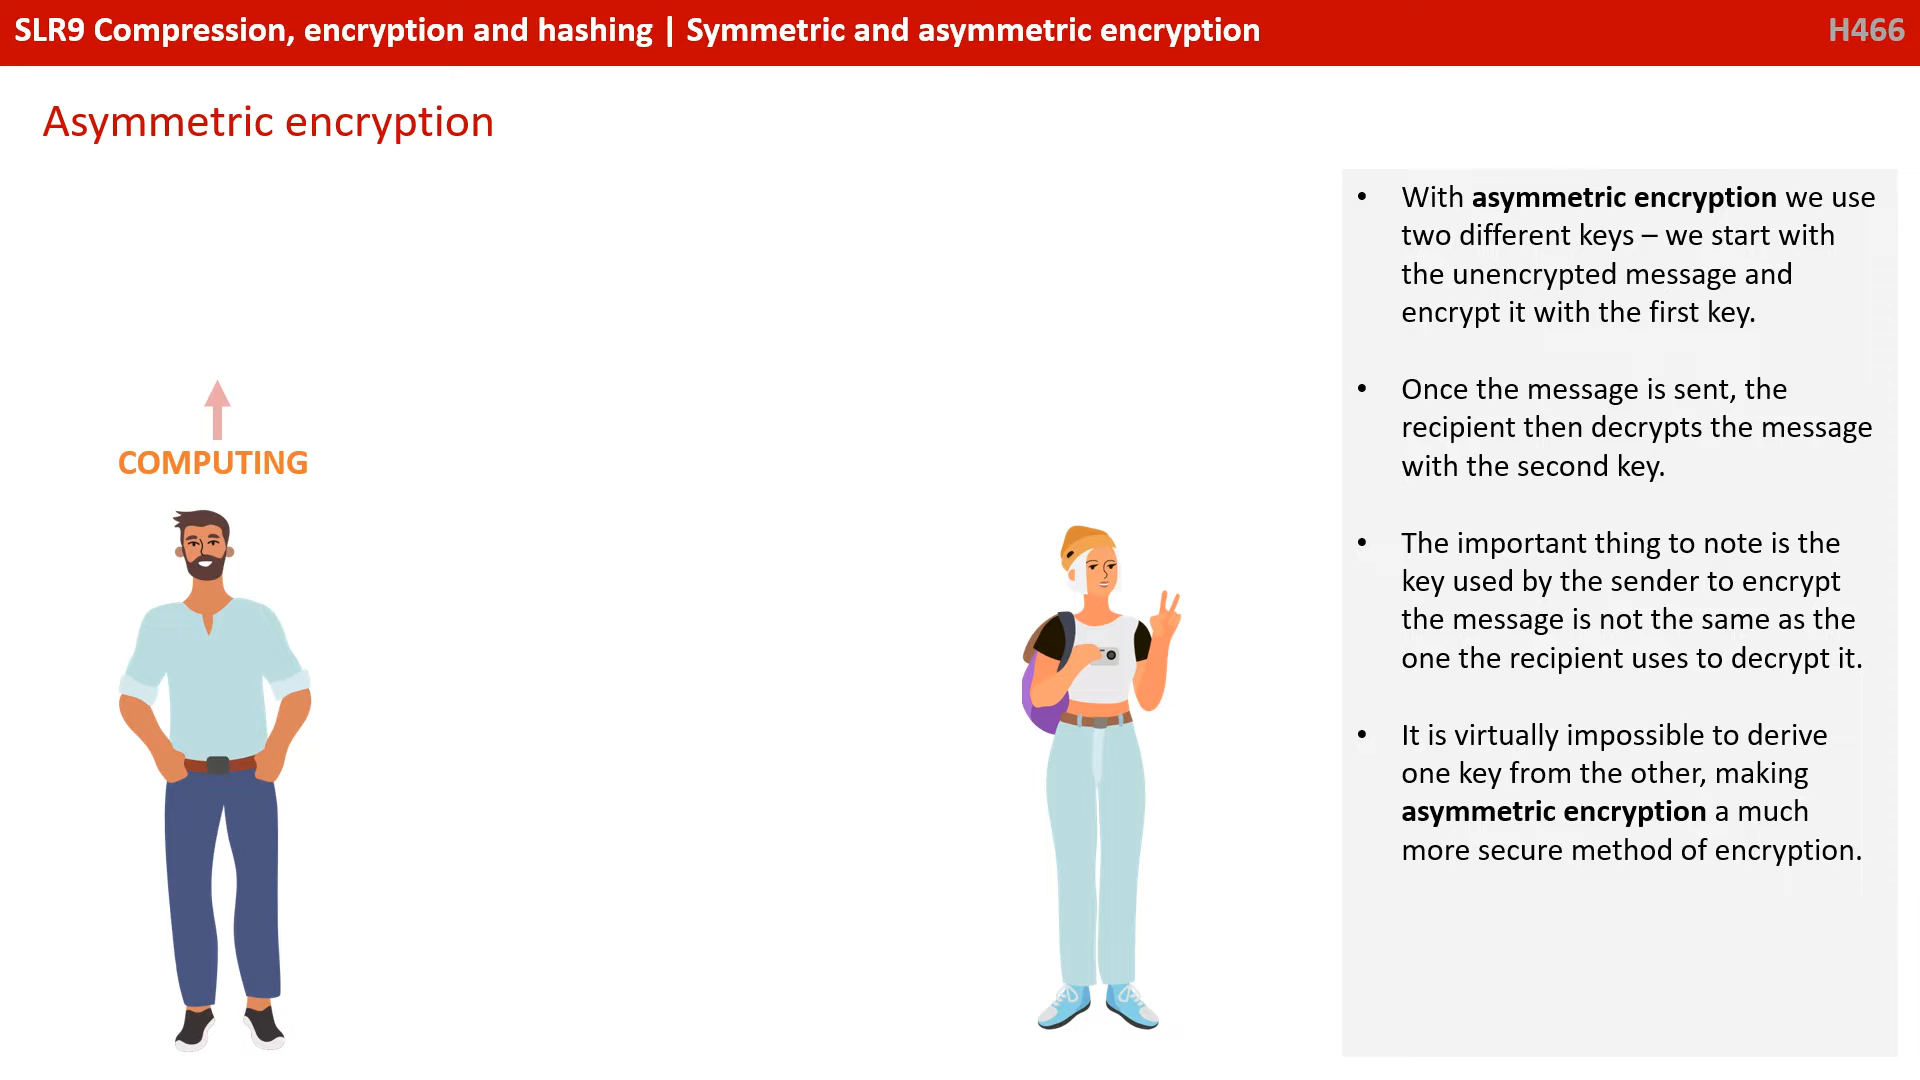 SLR9 Compression, encryption and hashing | Symmetric and asymmetric encryption
H466
Asymmetric encryption
COMPUTING
• With asymmetric encryption we use
two different keys – we start with
the unencrypted message and
encrypt it with the first key.
• Once the message is sent, the
recipient then decrypts the message
with the second key.
• The important thing to note is the
key used by the sender to encrypt
the message is not the same as the
one the recipient uses to decrypt it.
• It is virtually impossible to derive
one key from the other, making
asymmetric encryption a much
more secure method of encryption.